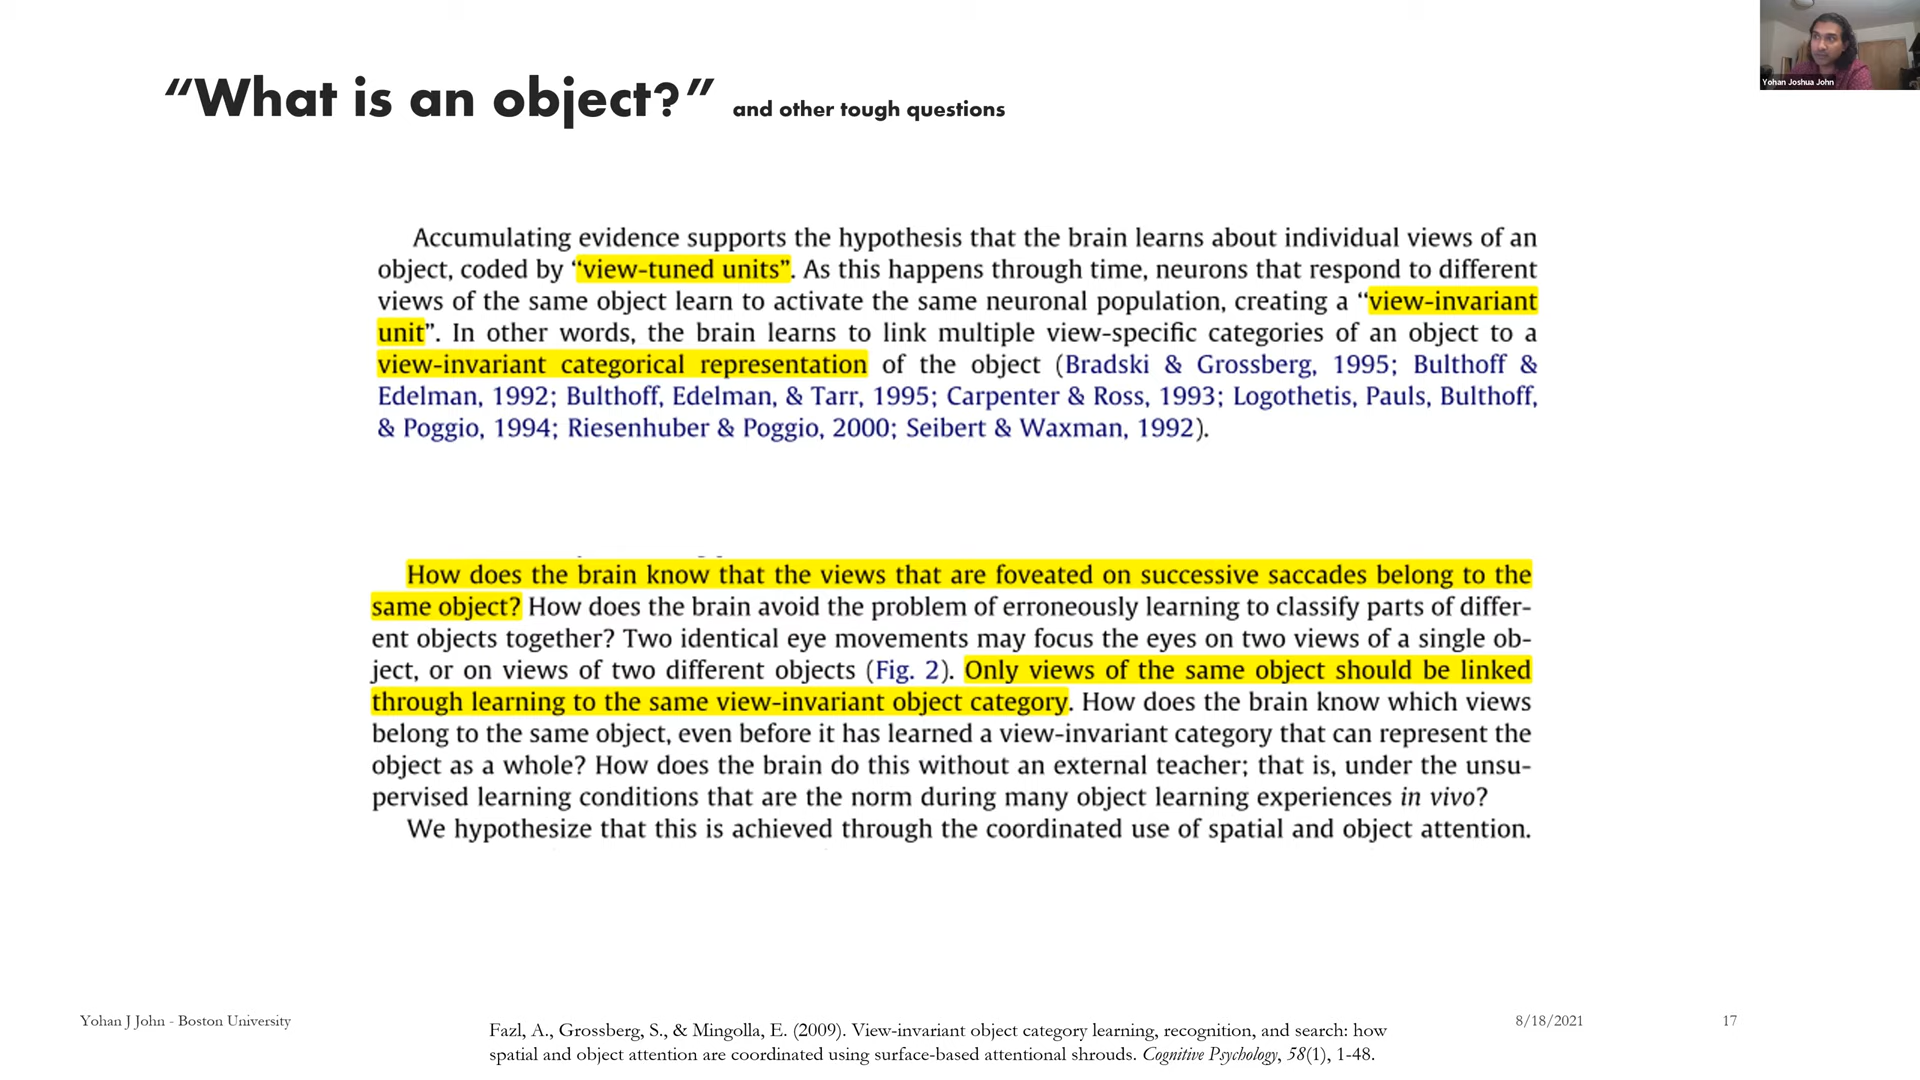 Yohan Joshua John
“What is an object?” and other tough questions
Accumulating evidence supports the hypothesis that the brain learns about individual views of an
object, coded by “view-tuned units”. As this happens through time, neurons that respond to different
views of the same object learn to activate the same neuronal population, creating a “view-invariant
unit”. In other words, the brain learns to link multiple view-specific categories of an object to a
view-invariant categorical representation of the object (Bradski & Grossberg, 1995; Bulthoff &
Edelman, 1992; Bulthoff, Edelman, & Tarr, 1995; Carpenter & Ross, 1993; Logothetis, Pauls, Bulthoff,
& Poggio, 1994; Riesenhuber & Poggio, 2000; Seibert & Waxman, 1992).
How does the brain know that the views that are foveated on successive saccades belong to the
same object? How does the brain avoid the problem of erroneously learning to classify parts of differ-
ent objects together? Two identical eye movements may focus the eyes on two views of a single ob-
ject, or on views of two different objects (Fig. 2). Only views of the same object should be linked
through learning to the same view-invariant object category. How does the brain know which views
belong to the same object, even before it has learned a view-invariant category that can represent the
object as a whole? How does the brain do this without an external teacher; that is, under the unsu-
pervised learning conditions that are the norm during many object learning experiences in vivo?
We hypothesize that this is achieved through the coordinated use of spatial and object attention.
Yohan J John - Boston University
Fazl, A., Grossberg, S., & Mingolla, E. (2009). View-invariant object category learning, recognition, and search: how
spatial and object attention are coordinated using surface-based attentional shrouds. Cognitive Psychology, 58(1), 1-48.
8/18/2021
17